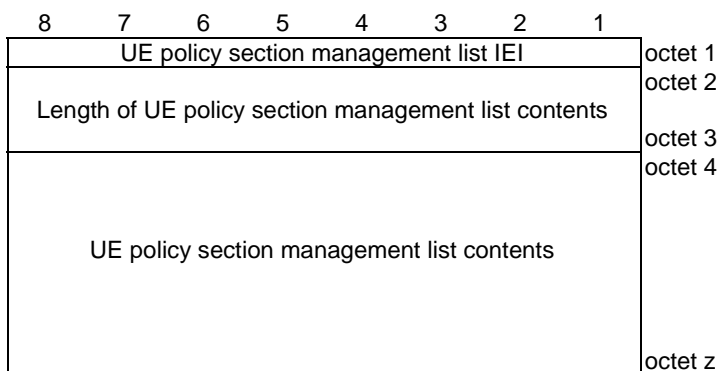 8 7 6 5 4 3 2 1
UE policy section management list IEI octet 1
octet 2
Length of UE policy section management list contents
octet 3
octet 4
UE policy section management list contents
octet z